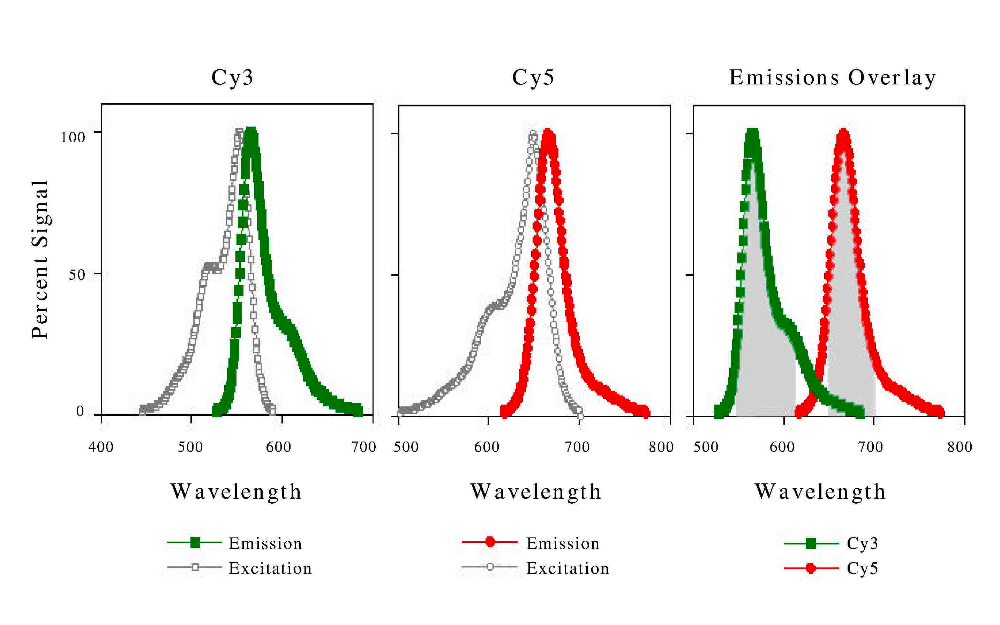 Cy3
Cy5
Emissions Overlay
Percent Signal
100
50
0
400 500 600 700
500 600 700 800
500 600 700 800
Wavelength
Wavelength
Wavelength
Emission
Excitation
Emission
Excitation
Cy3
Cy5